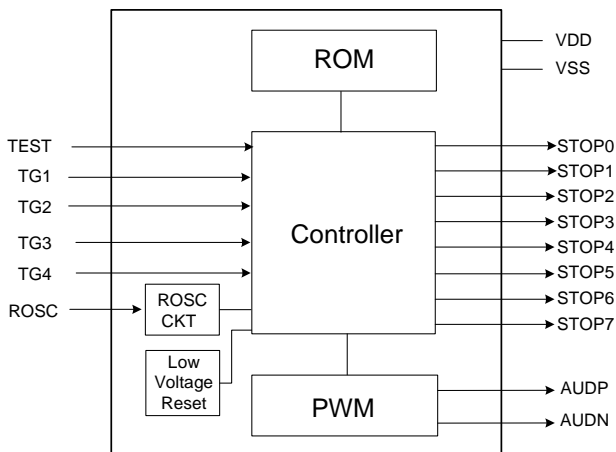 ROM
VDD
VSS
TEST
TG1
TG2
TG3
TG4
ROSC
ROSC
CKT
Low
Voltage
Reset
Controller
PWM
STOP0
STOP1
STOP2
STOP3
STOP4
STOP5
STOP6
STOP7
AUDP
AUDN